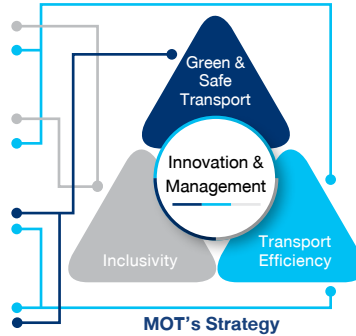 Green &
Safe
Transport
Innovation &
Management
Inclusivity
Transport
Efficiency
MOT's Strategy